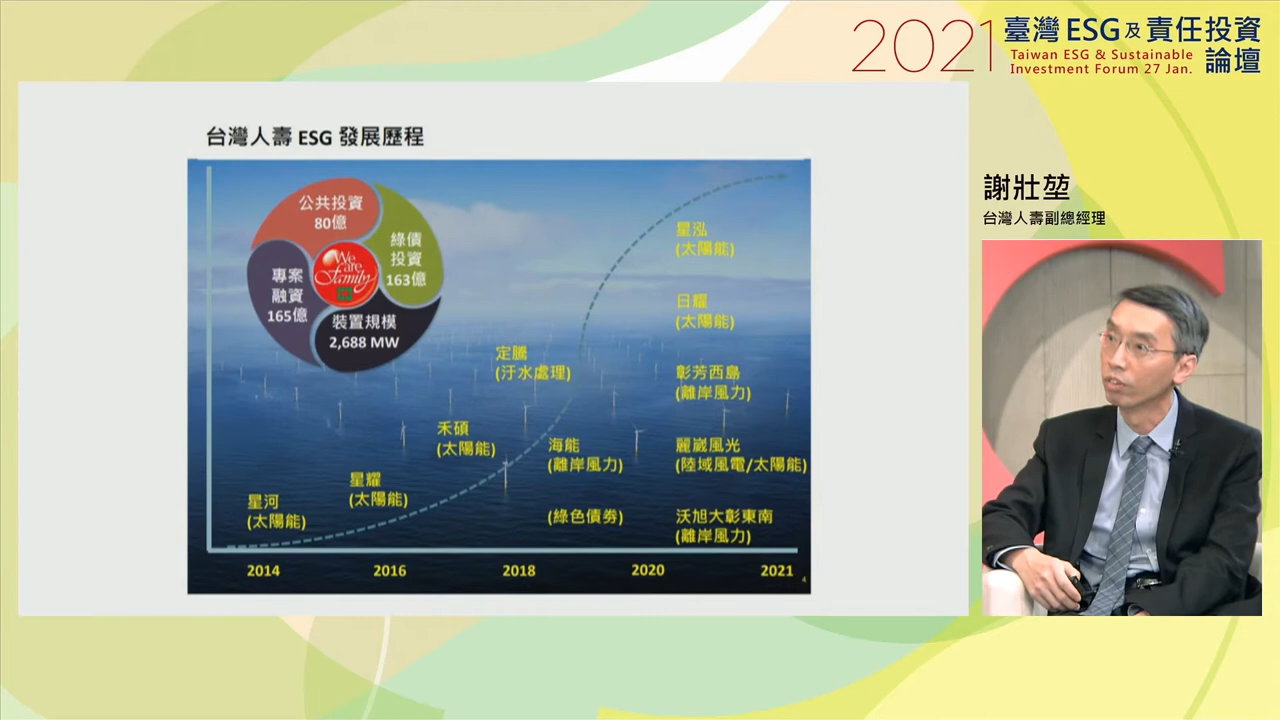 2021
臺灣 ESG 及 責任投資
Taiwan ESG & Sustainable
Investment Forum 27 Jan.
論壇
台灣人壽 ESG 發展歷程
公共投資
80億
綠債
投資
163億
專案
融資
165億
We
are
Family
裝置規模
2,688 MW
星泓
(太陽能)
日耀
(太陽能)
定騰
(汙水處理)
彰芳西島
(離岸風力)
禾碩
(太陽能)
海能
(離岸風力)
麗崴風光
(陸域風電/太陽能)
星耀
(太陽能)
星河
(太陽能)
(綠色債券)
沃旭大彰東南
(離岸風力)
2014
2016
2018
2020
2021
4
謝壯堃
台灣人壽副總經理